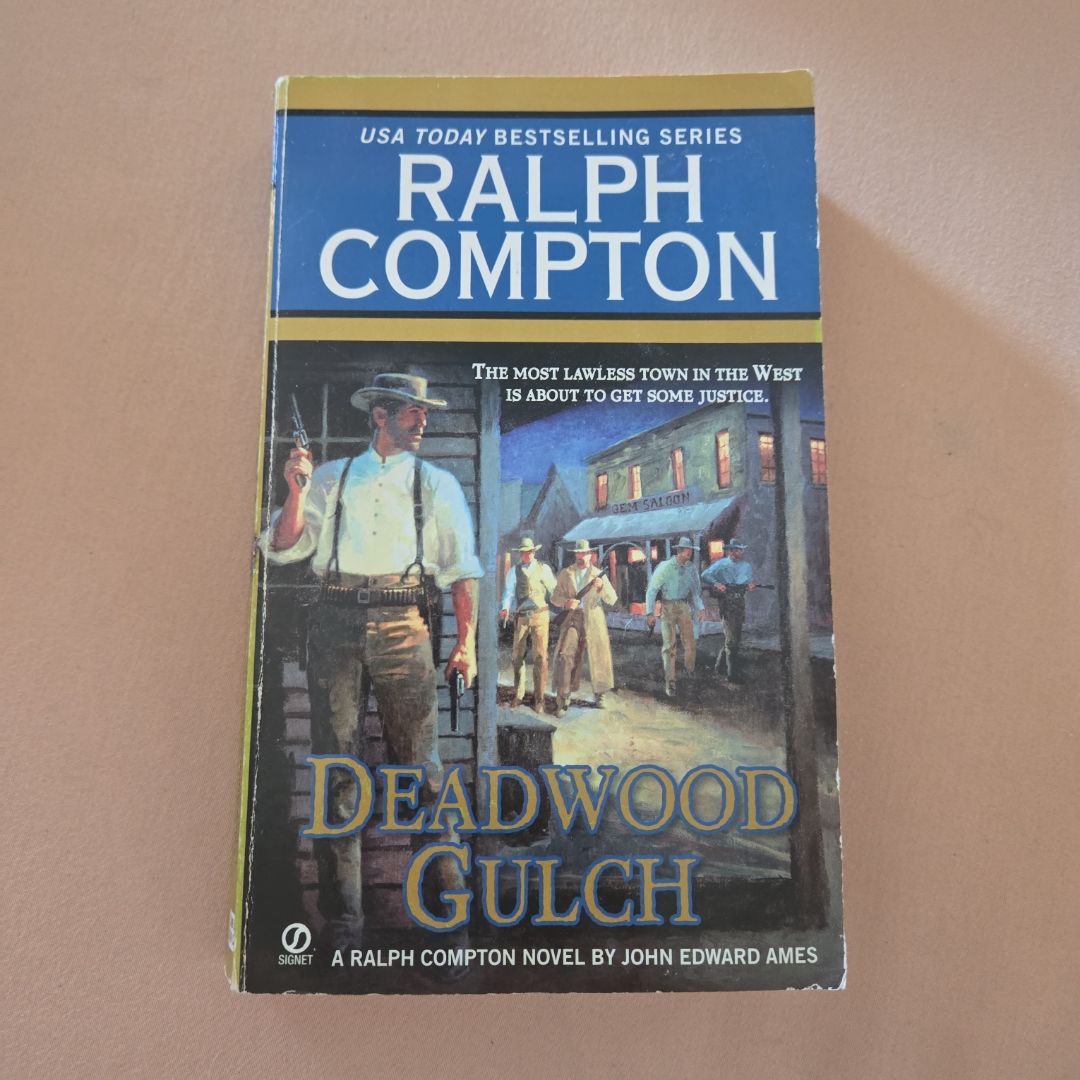 USA TODAY BESTSELLING SERIES
RALPH
COMPTON
THE MOST LAWLESS TOWN IN THE WEST
IS ABOUT TO GET SOME JUSTICE.
GEM SALOON
DEADWOOD
GULCH
SIGNET
A RALPH COMPTON NOVEL BY JOHN EDWARD AMES